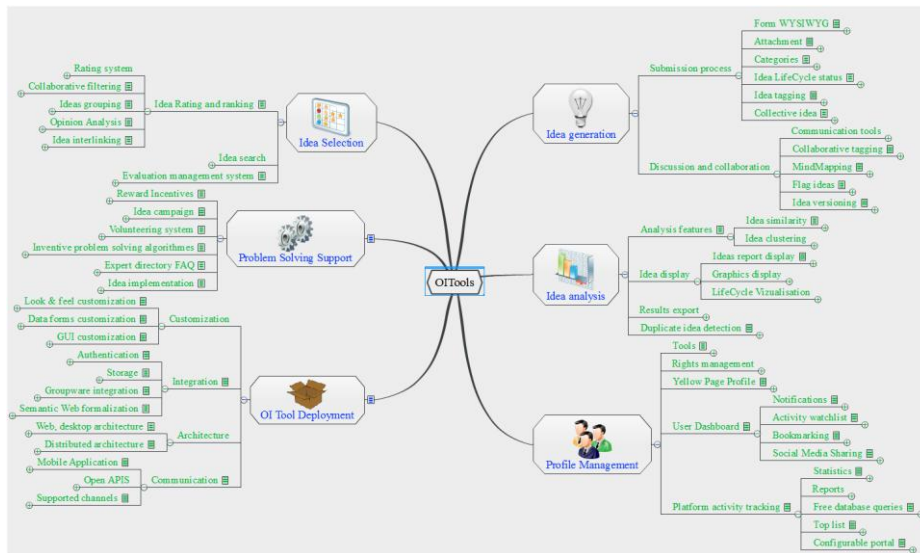 OITools
Idea generation
Submission process
Form WYSIWYG
Attachment
Categories
Idea LifeCycle status
Idea tagging
Collective idea
Discussion and collaboration
Communication tools
Collaborative tagging
MindMapping
Flag ideas
Idea versioning
Idea analysis
Analysis features
Idea similarity
Idea clustering
Idea display
Ideas report display
Graphics display
LifeCycle Vizualisation
Results export
Duplicate idea detection
Profile Management
Tools
Rights management
Yellow Page Profile
User Dashboard
Notifications
Activity watchlist
Bookmarking
Social Media Sharing
Platform activity tracking
Statistics
Reports
Free database queries
Top list
Configurable portal
Idea Selection
Idea Rating and ranking
Rating system
Collaborative filtering
Ideas grouping
Opinion Analysis
Idea interlinking
Idea search
Evaluation management system
Problem Solving Support
Reward Incentives
Idea campaign
Volunteering system
Inventive problem solving algorithmes
Expert directory FAQ
Idea implementation
OI Tool Deployment
Customization
Look & feel customization
Data forms customization
GUI customization
Integration
Authentication
Storage
Groupware integration
Semantic Web formalization
Architecture
Web, desktop architecture
Distributed architecture
Communication
Mobile Application
Open APIS
Supported channels